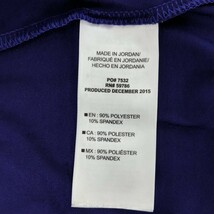 MADE IN JORDAN/
FABRIQUÉ EN JORDANIE/
HECHO EN JORDANIA
PO# 7532
RN# 59786
PRODUCED DECEMBER 2015
■ EN: 90% POLYESTER
10% SPANDEX
■ CA: 90% POLYESTER
10% SPANDEX
■ MX: 90% POLIÉSTER
10% SPANDEX